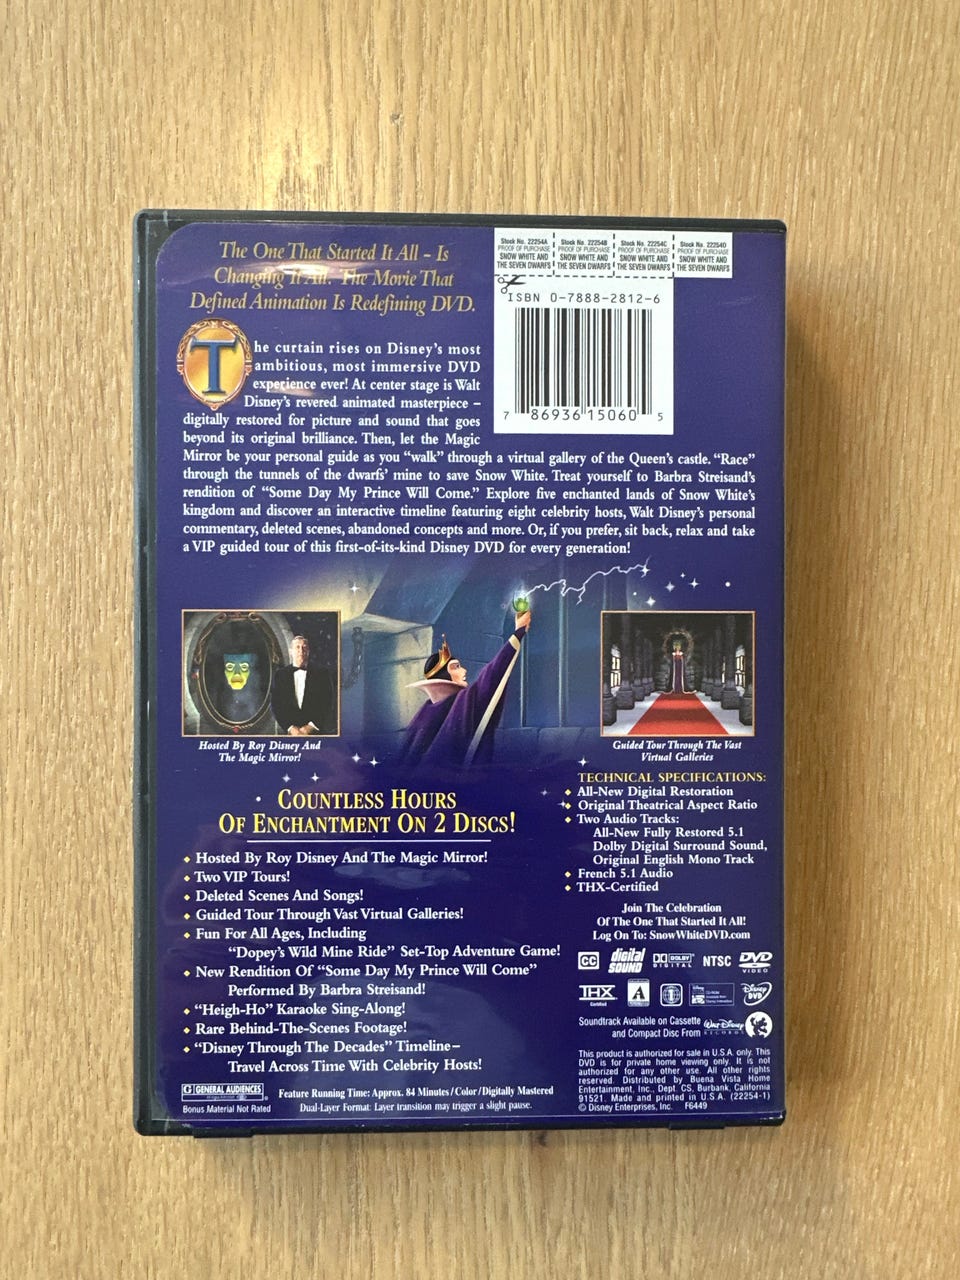 The One That Started It All – Is
Changing It All. The Movie That
Defined Animation Is Redefining DVD.
Stock No. 22254A
PROOF OF PURCHASE
SNOW WHITE AND
THE SEVEN DWARFS
Stock No. 22254B
PROOF OF PURCHASE
SNOW WHITE AND
THE SEVEN DWARFS
Stock No. 22254C
PROOF OF PURCHASE
SNOW WHITE AND
THE SEVEN DWARFS
Stock No. 22254D
PROOF OF PURCHASE
SNOW WHITE AND
THE SEVEN DWARFS
ISBN 0-7888-2812-6
7 86936 15060 5
The curtain rises on Disney's most
ambitious, most immersive DVD
experience ever! At center stage is Walt
Disney's revered animated masterpiece –
digitally restored for picture and sound that goes
beyond its original brilliance. Then, let the Magic
Mirror be your personal guide as you "walk" through a virtual gallery of the Queen's castle. "Race"
through the tunnels of the dwarfs' mine to save Snow White. Treat yourself to Barbra Streisand's
rendition of "Some Day My Prince Will Come." Explore five enchanted lands of Snow White's
kingdom and discover an interactive timeline featuring eight celebrity hosts, Walt Disney's personal
commentary, deleted scenes, abandoned concepts and more. Or, if you prefer, sit back, relax and take
a VIP guided tour of this first-of-its-kind Disney DVD for every generation!
Hosted By Roy Disney And
The Magic Mirror!
Guided Tour Through The Vast
Virtual Galleries
COUNTLESS HOURS
OF ENCHANTMENT ON 2 DISCS!
Hosted By Roy Disney And The Magic Mirror!
Two VIP Tours!
Deleted Scenes And Songs!
Guided Tour Through Vast Virtual Galleries!
Fun For All Ages, Including
"Dopey's Wild Mine Ride" Set-Top Adventure Game!
New Rendition Of "Some Day My Prince Will Come"
Performed By Barbra Streisand!
"Heigh-Ho" Karaoke Sing-Along!
Rare Behind-The-Scenes Footage!
"Disney Through The Decades" Timeline–
Travel Across Time With Celebrity Hosts!
TECHNICAL SPECIFICATIONS:
All-New Digital Restoration
Original Theatrical Aspect Ratio
Two Audio Tracks:
All-New Fully Restored 5.1
Dolby Digital Surround Sound,
Original English Mono Track
French 5.1 Audio
THX-Certified
Join The Celebration
Of The One That Started It All!
Log On To: SnowWhiteDVD.com
CC
digital SOUND
DOLBY DIGITAL
NTSC
DVD VIDEO
THX Certified
A
Disney DVD
Soundtrack Available on Cassette
and Compact Disc From
Walt Disney RECORDS
G GENERAL AUDIENCES
Bonus Material Not Rated
Feature Running Time: Approx. 84 Minutes / Color / Digitally Mastered
Dual-Layer Format: Layer transition may trigger a slight pause.
This product is authorized for sale in U.S.A. only. This
DVD is for private home viewing only. It is not
authorized for any other use. All other rights
reserved. Distributed by Buena Vista Home
Entertainment, Inc., Dept. CS, Burbank, California
91521. Made and printed in U.S.A. (22254-1)
© Disney Enterprises, Inc. F6449